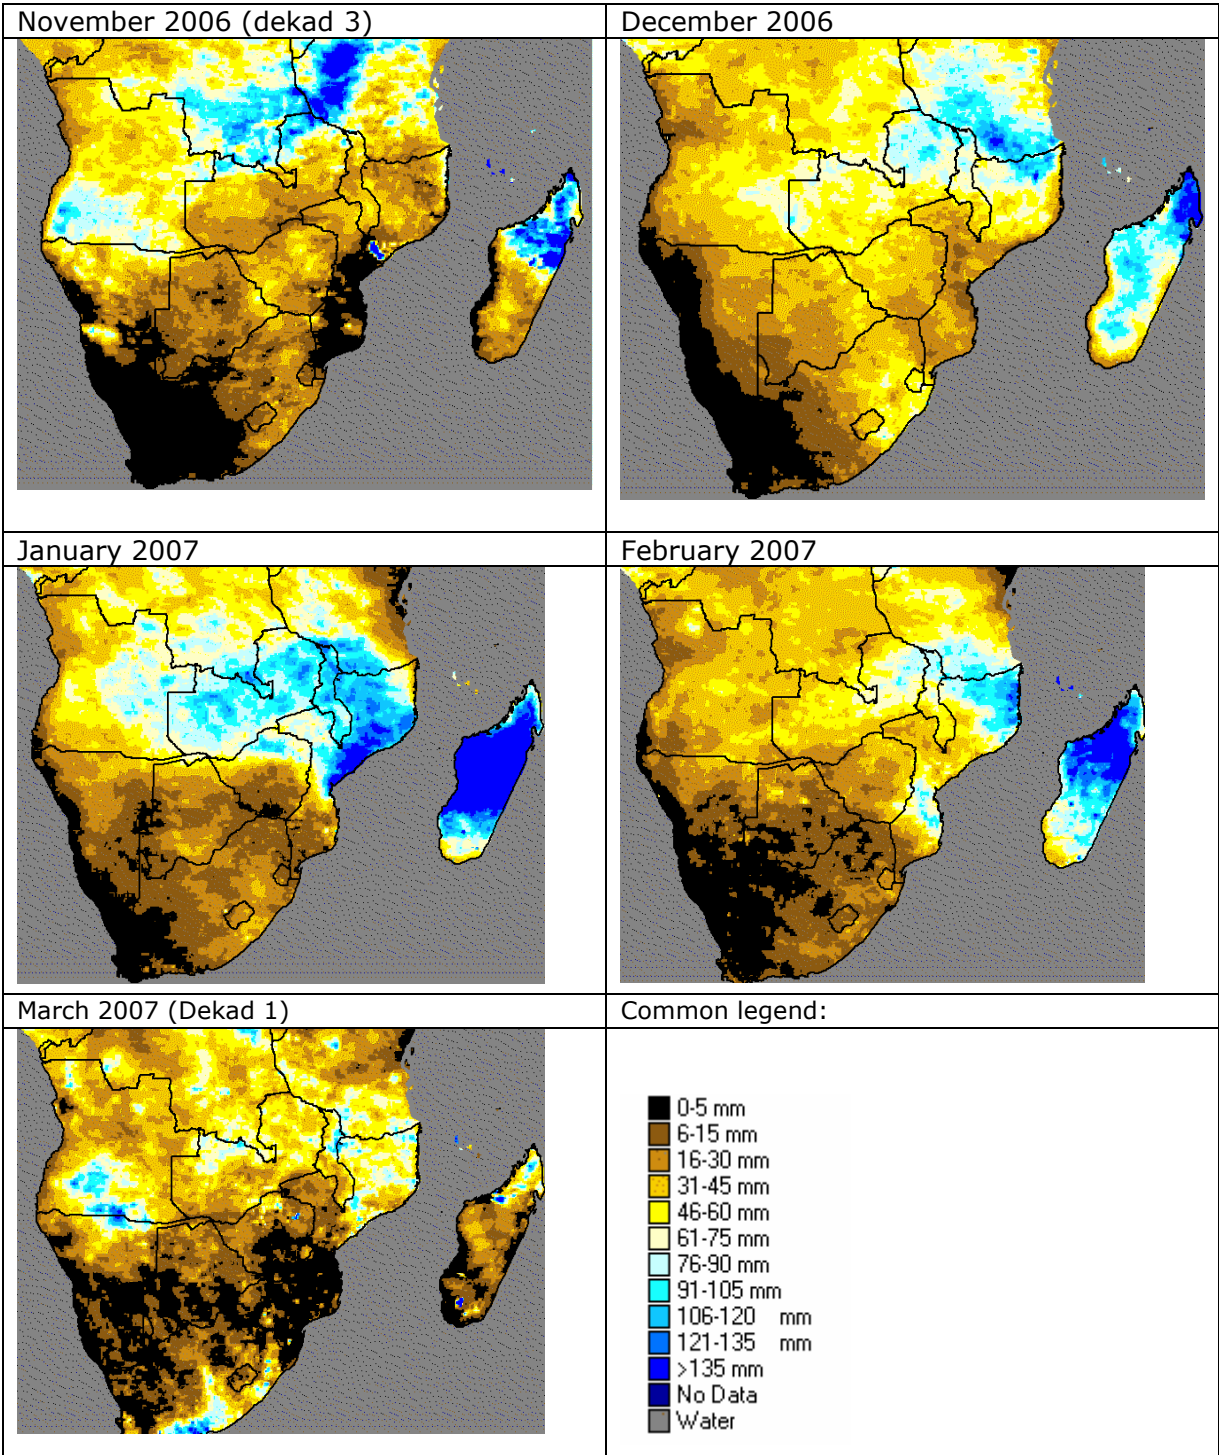 November 2006 (dekad 3)
December 2006
January 2007
February 2007
March 2007 (Dekad 1)
Common legend:
0-5 mm
6-15 mm
16-30 mm
31-45 mm
46-60 mm
61-75 mm
76-90 mm
91-105 mm
106-120 mm
121-135 mm
>135 mm
No Data
Water